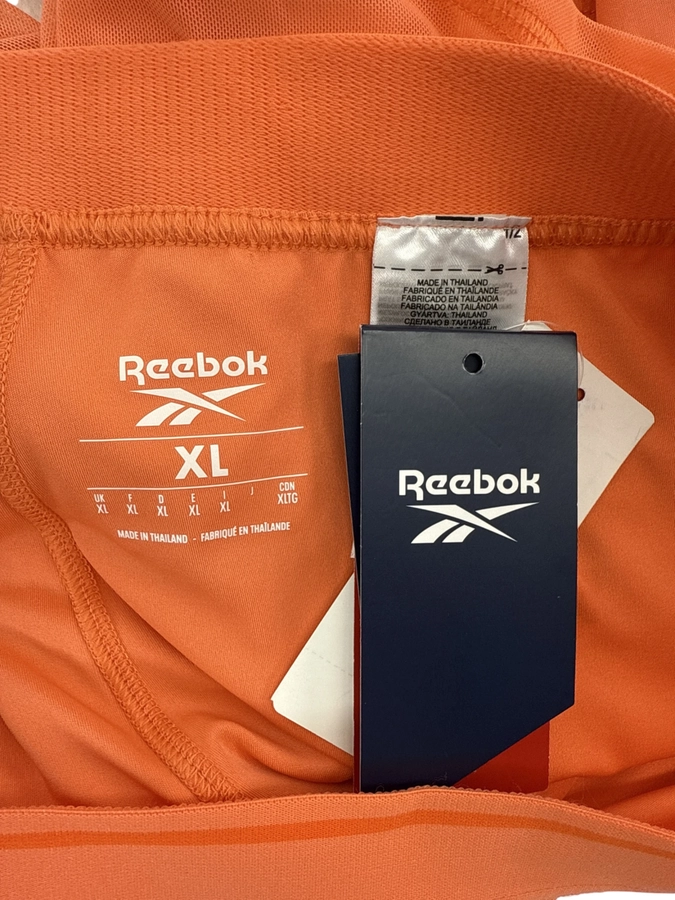 1/2
MADE IN THAILAND
FABRIQUÉ EN THAÏLANDE
FABRICADO EN TAILANDIA
FABRICADO NA TAILÂNDIA
GYÁRTVA: THAILAND
СДЕЛАНО В ТАИЛАНДЕ
Reebok
XL
UK F D E I J CDN
XL XL XL XL XL XLTG
MADE IN THAILAND - FABRIQUÉ EN THAÏLANDE
Reebok